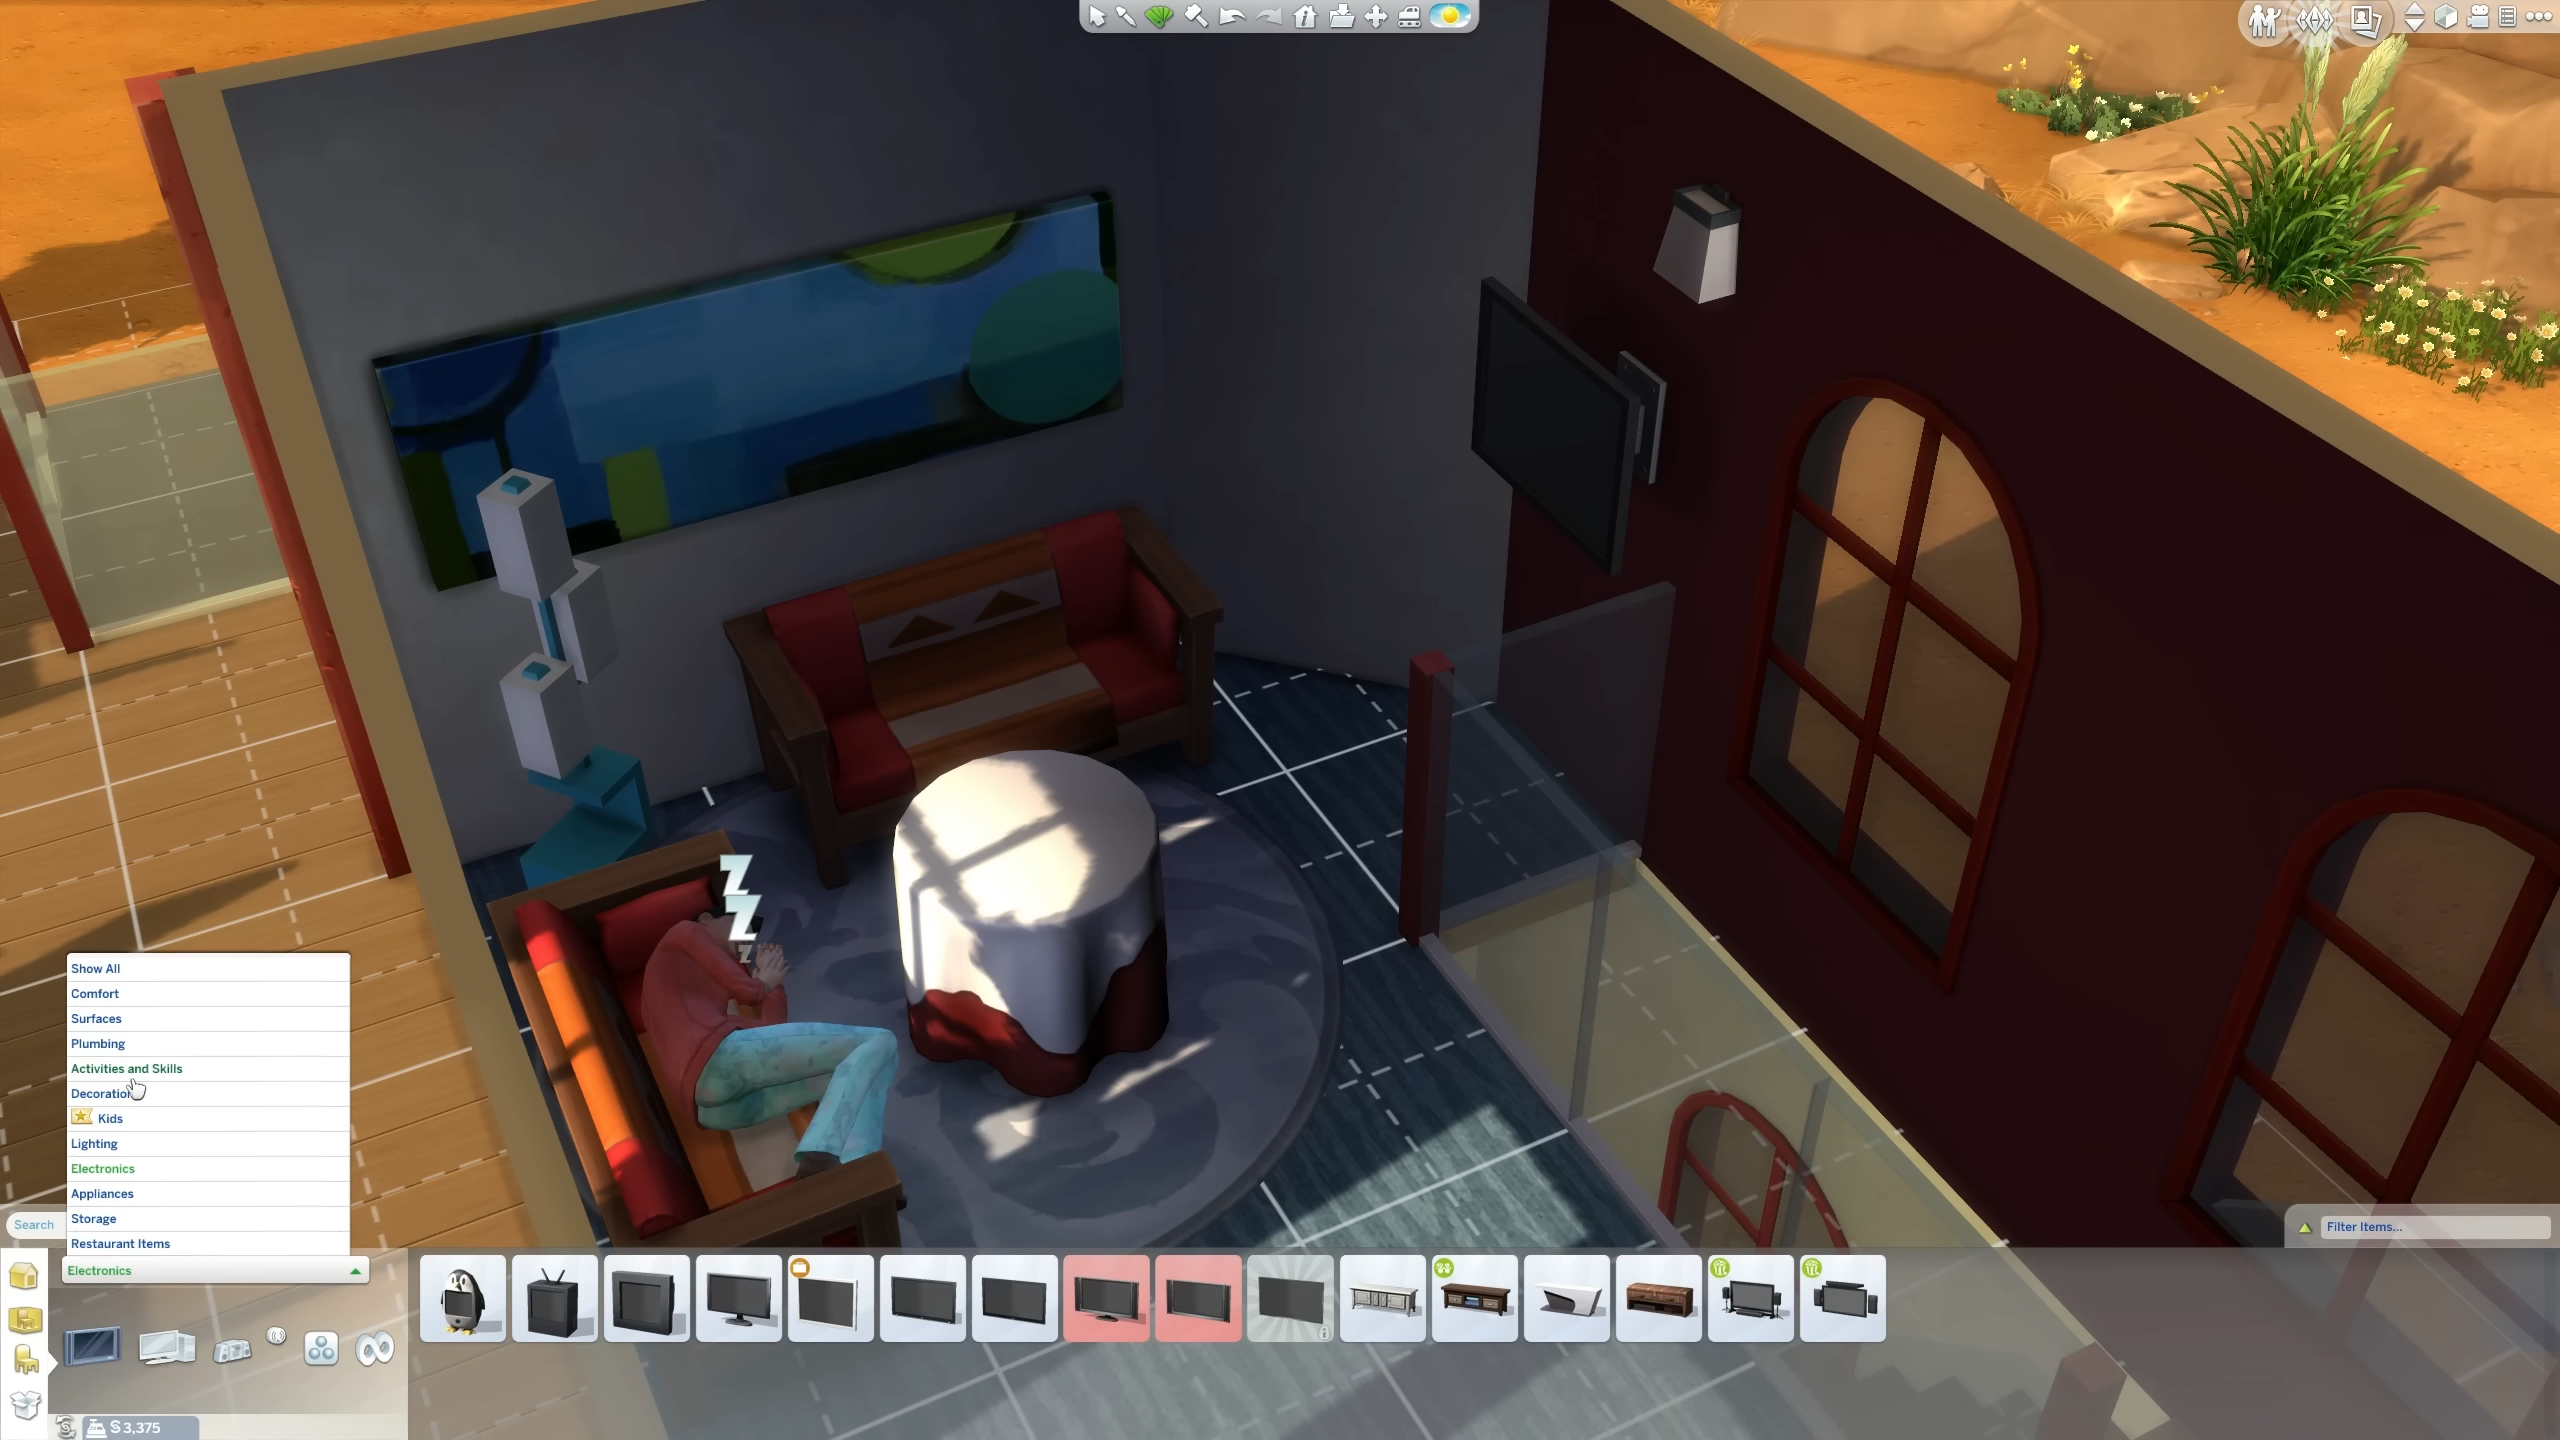 Z
Z
Z
Show All
Comfort
Surfaces
Plumbing
Activities and Skills
Decoration
Kids
Lighting
Electronics
Appliances
Storage
Restaurant Items
Search
Filter Items...
Electronics
§3,375